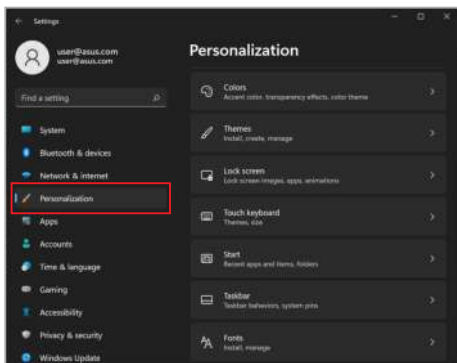 Settings
user@asus.com
user@asus.com
Find a setting
System
Bluetooth & devices
Network & internet
Personalization
Apps
Accounts
Time & language
Gaming
Accessibility
Privacy & security
Windows Update
Personalization
Colors
Accent color, transparency effects, color theme
Themes
Install, create, manage
Lock screen
Lock screen images, apps, animations
Touch keyboard
Themes, size
Start
Recent apps and items, folders
Taskbar
Taskbar behaviors, system pins
Fonts
Install, manage